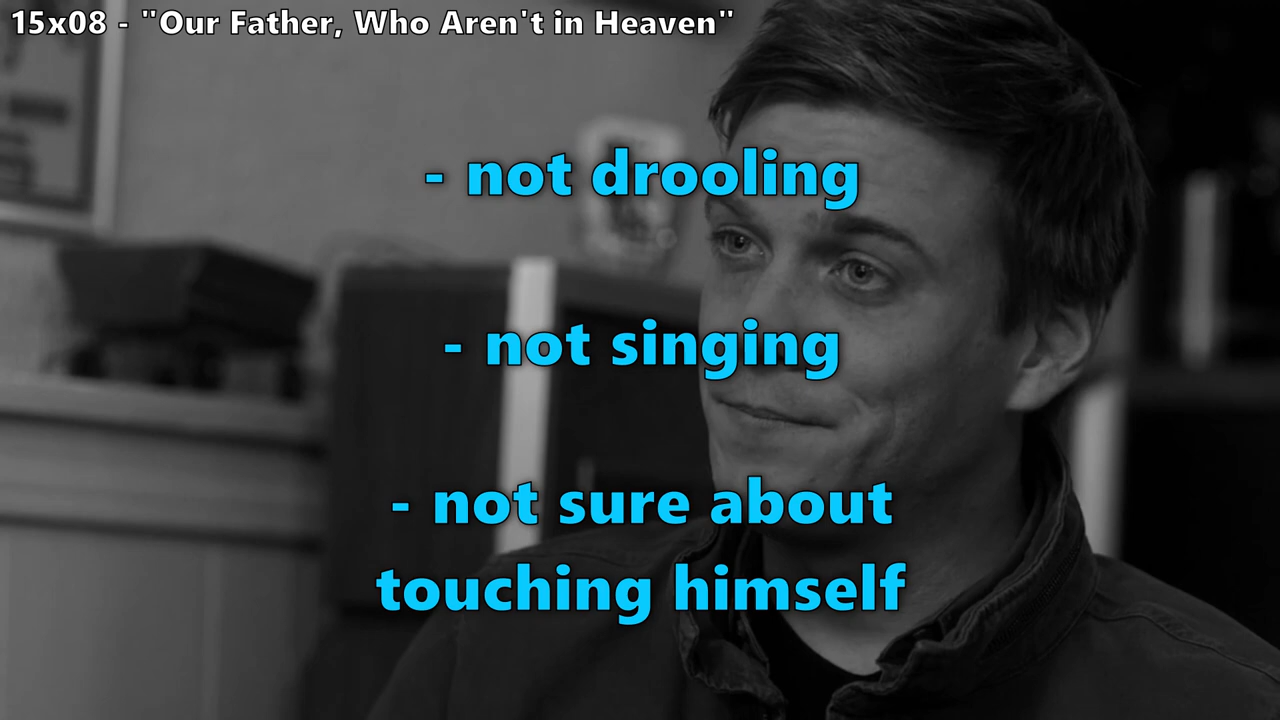 15x08 - "Our Father, Who Aren't in Heaven"
- not drooling
- not singing
- not sure about
touching himself